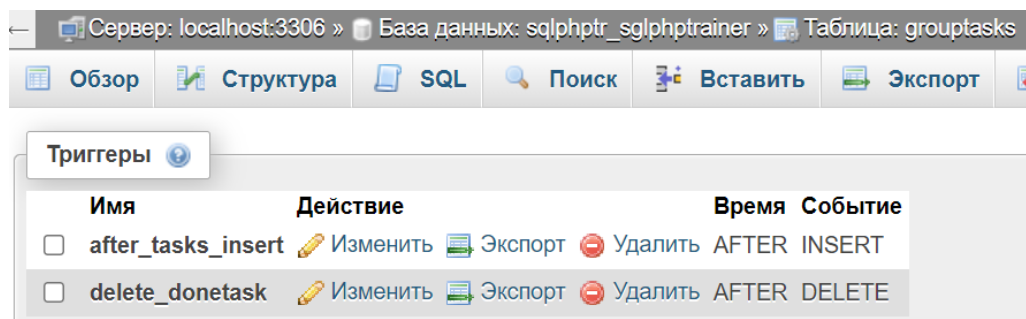 ← Сервер: localhost:3306 » База данных: sqlphptr_sglphptrainer » Таблица: grouptasks
Обзор Структура SQL Поиск Вставить Экспорт
Триггеры
Имя Действие Время Событие
after_tasks_insert Изменить Экспорт Удалить AFTER INSERT
delete_donetask Изменить Экспорт Удалить AFTER DELETE